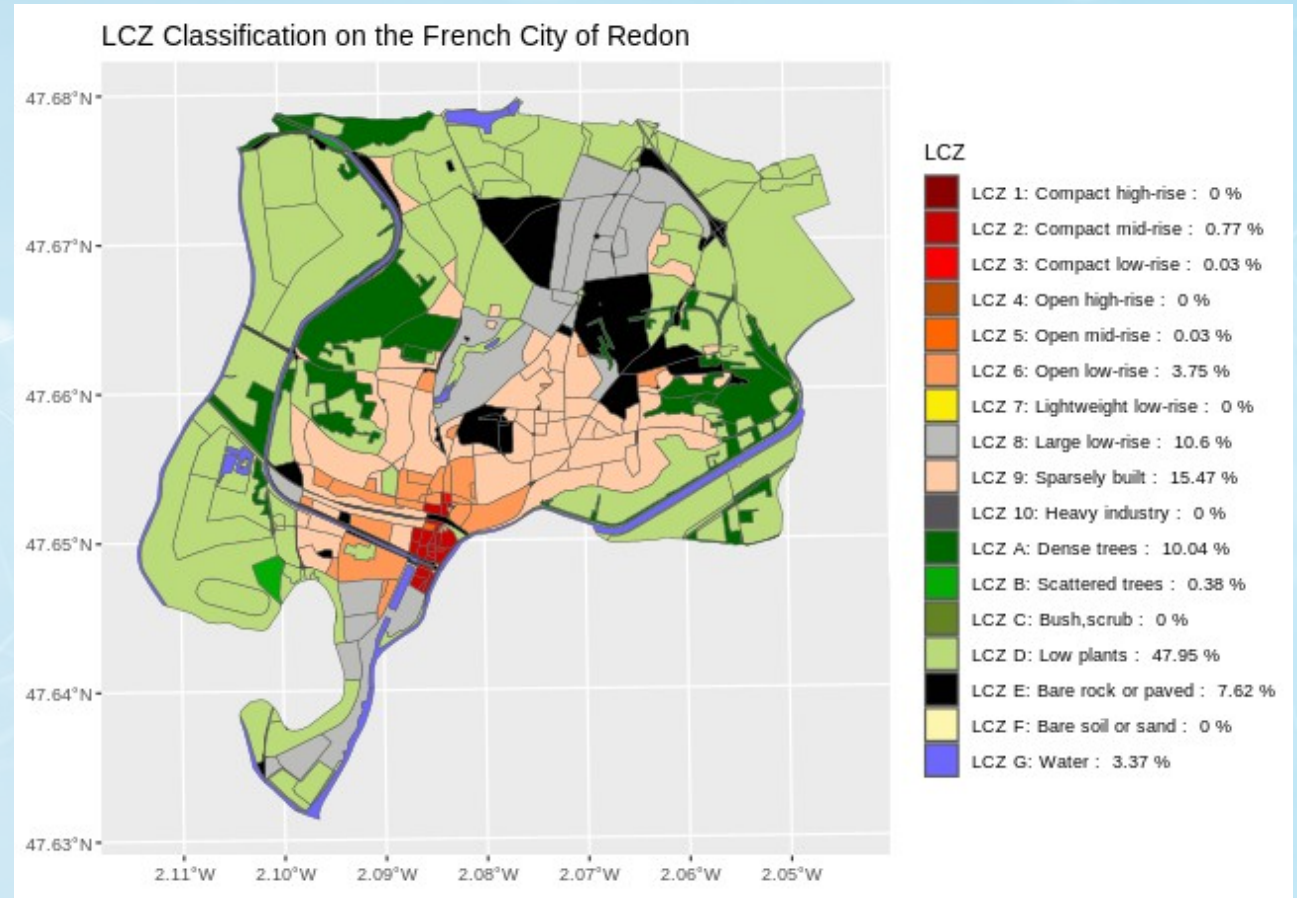 LCZ Classification on the French City of Redon
47.68°N
47.67°N
47.66°N
47.65°N
47.64°N
47.63°N
2.11°W 2.10°W 2.09°W 2.08°W 2.07°W 2.06°W 2.05°W
LCZ
LCZ 1: Compact high-rise : 0 %
LCZ 2: Compact mid-rise : 0.77 %
LCZ 3: Compact low-rise : 0.03 %
LCZ 4: Open high-rise : 0 %
LCZ 5: Open mid-rise : 0.03 %
LCZ 6: Open low-rise : 3.75 %
LCZ 7: Lightweight low-rise : 0 %
LCZ 8: Large low-rise : 10.6 %
LCZ 9: Sparsely built : 15.47 %
LCZ 10: Heavy industry : 0 %
LCZ A: Dense trees : 10.04 %
LCZ B: Scattered trees : 0.38 %
LCZ C: Bush,scrub : 0 %
LCZ D: Low plants : 47.95 %
LCZ E: Bare rock or paved : 7.62 %
LCZ F: Bare soil or sand : 0 %
LCZ G: Water : 3.37 %